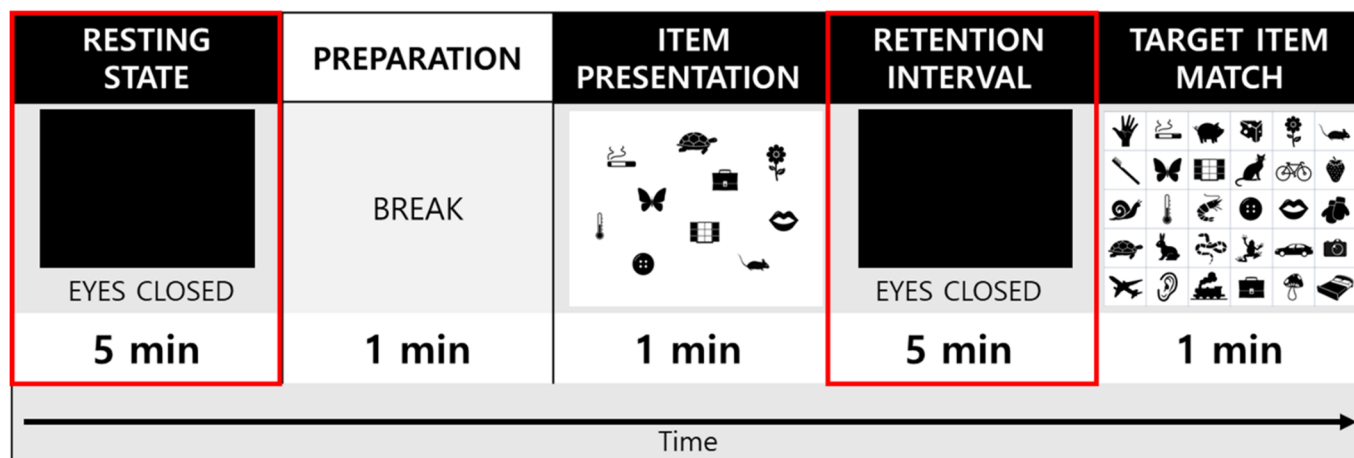 RESTING
STATE
PREPARATION
ITEM
PRESENTATION
RETENTION
INTERVAL
TARGET ITEM
MATCH
EYES CLOSED
BREAK
EYES CLOSED
5 min
1 min
1 min
5 min
1 min
Time